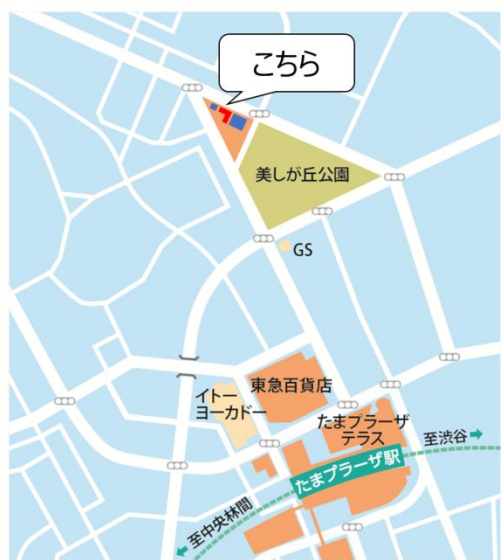 こちら
美しが丘公園
GS
東急百貨店
イトー
ヨーカドー
たまプラーザ
テラス
至渋谷
たまプラーザ駅
至中央林間